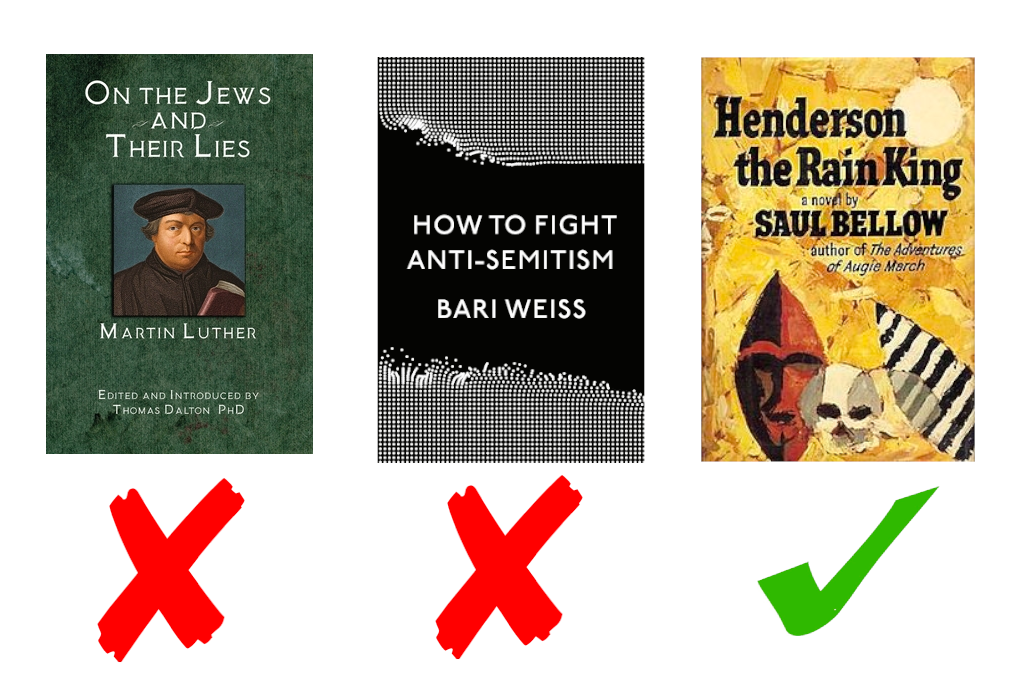 On the Jews
and
Their Lies
Martin Luther
Edited and Introduced by
Thomas Dalton PhD
HOW TO FIGHT
ANTI-SEMITISM
BARI WEISS
Henderson
the Rain King
a novel by
SAUL BELLOW
author of The Adventures
of Augie March